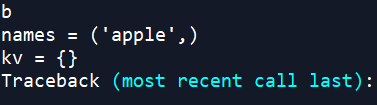 b
names = ('apple',)
kv = {}
Traceback (most recent call last):